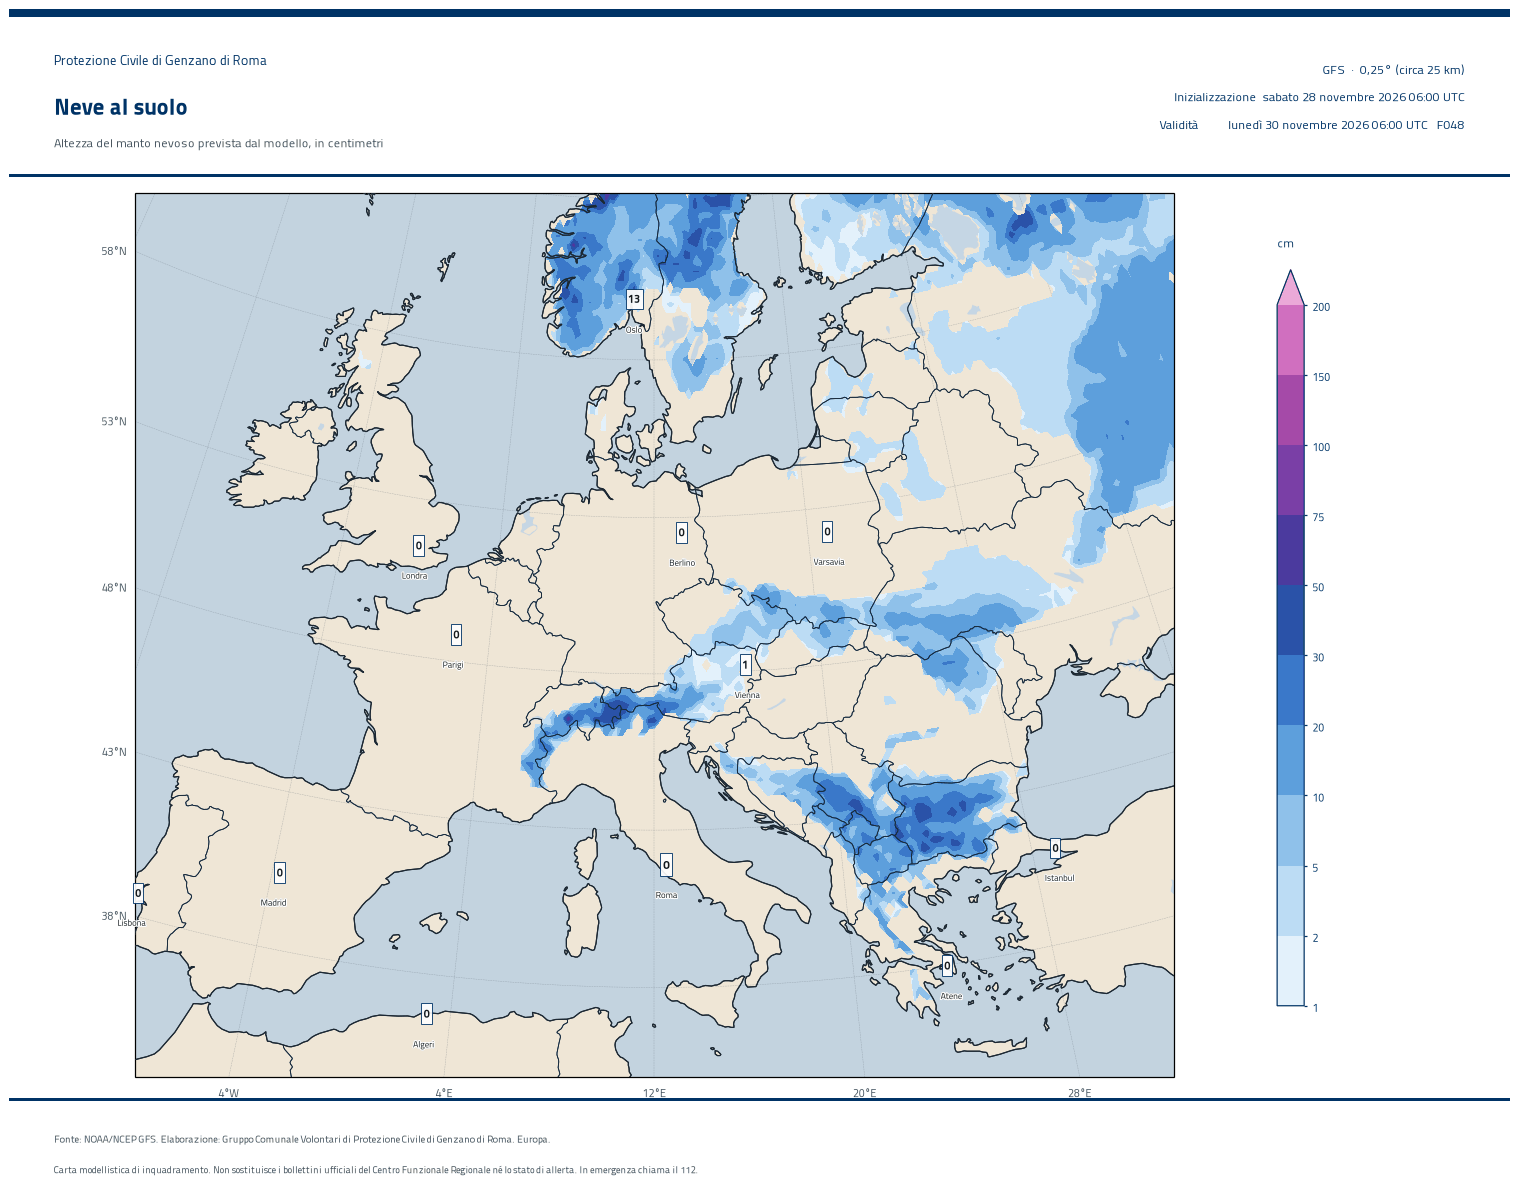 Protezione Civile di Genzano di Roma
Neve al suolo
Altezza del manto nevoso prevista dal modello, in centimetri
GFS · 0,25° (circa 25 km)
Inizializzazione sabato 28 novembre 2026 06:00 UTC
Validità lunedì 30 novembre 2026 06:00 UTC F048
58°N
53°N
48°N
43°N
38°N
4°W
4°E
12°E
20°E
28°E
13
Oslo
0
Londra
0
Berlino
0
Varsavia
0
Parigi
1
Vienna
0
Madrid
0
Lisbona
0
Roma
0
Istanbul
0
Atene
0
Algeri
cm
200
150
100
75
50
30
20
10
5
2
1
Fonte: NOAA/NCEP GFS. Elaborazione: Gruppo Comunale Volontari di Protezione Civile di Genzano di Roma. Europa.
Carta modellistica di inquadramento. Non sostituisce i bollettini ufficiali del Centro Funzionale Regionale né lo stato di allerta. In emergenza chiama il 112.